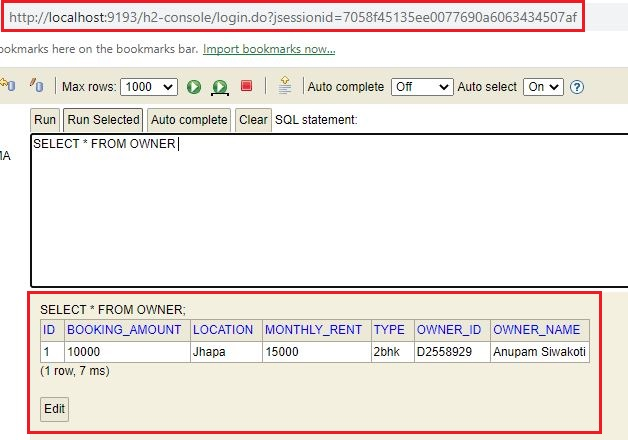 http://localhost:9193/h2-console/login.do?jsessionid=7058f45135ee0077690a6063434507af
ookmarks here on the bookmarks bar. Import bookmarks now...
Max rows: 1000 Auto complete Off Auto select On ?
Run Run Selected Auto complete Clear SQL statement:
MA
SELECT * FROM OWNER
SELECT * FROM OWNER;
ID BOOKING_AMOUNT LOCATION MONTHLY_RENT TYPE OWNER_ID OWNER_NAME
1 10000 Jhapa 15000 2bhk D2558929 Anupam Siwakoti
(1 row, 7 ms)
Edit